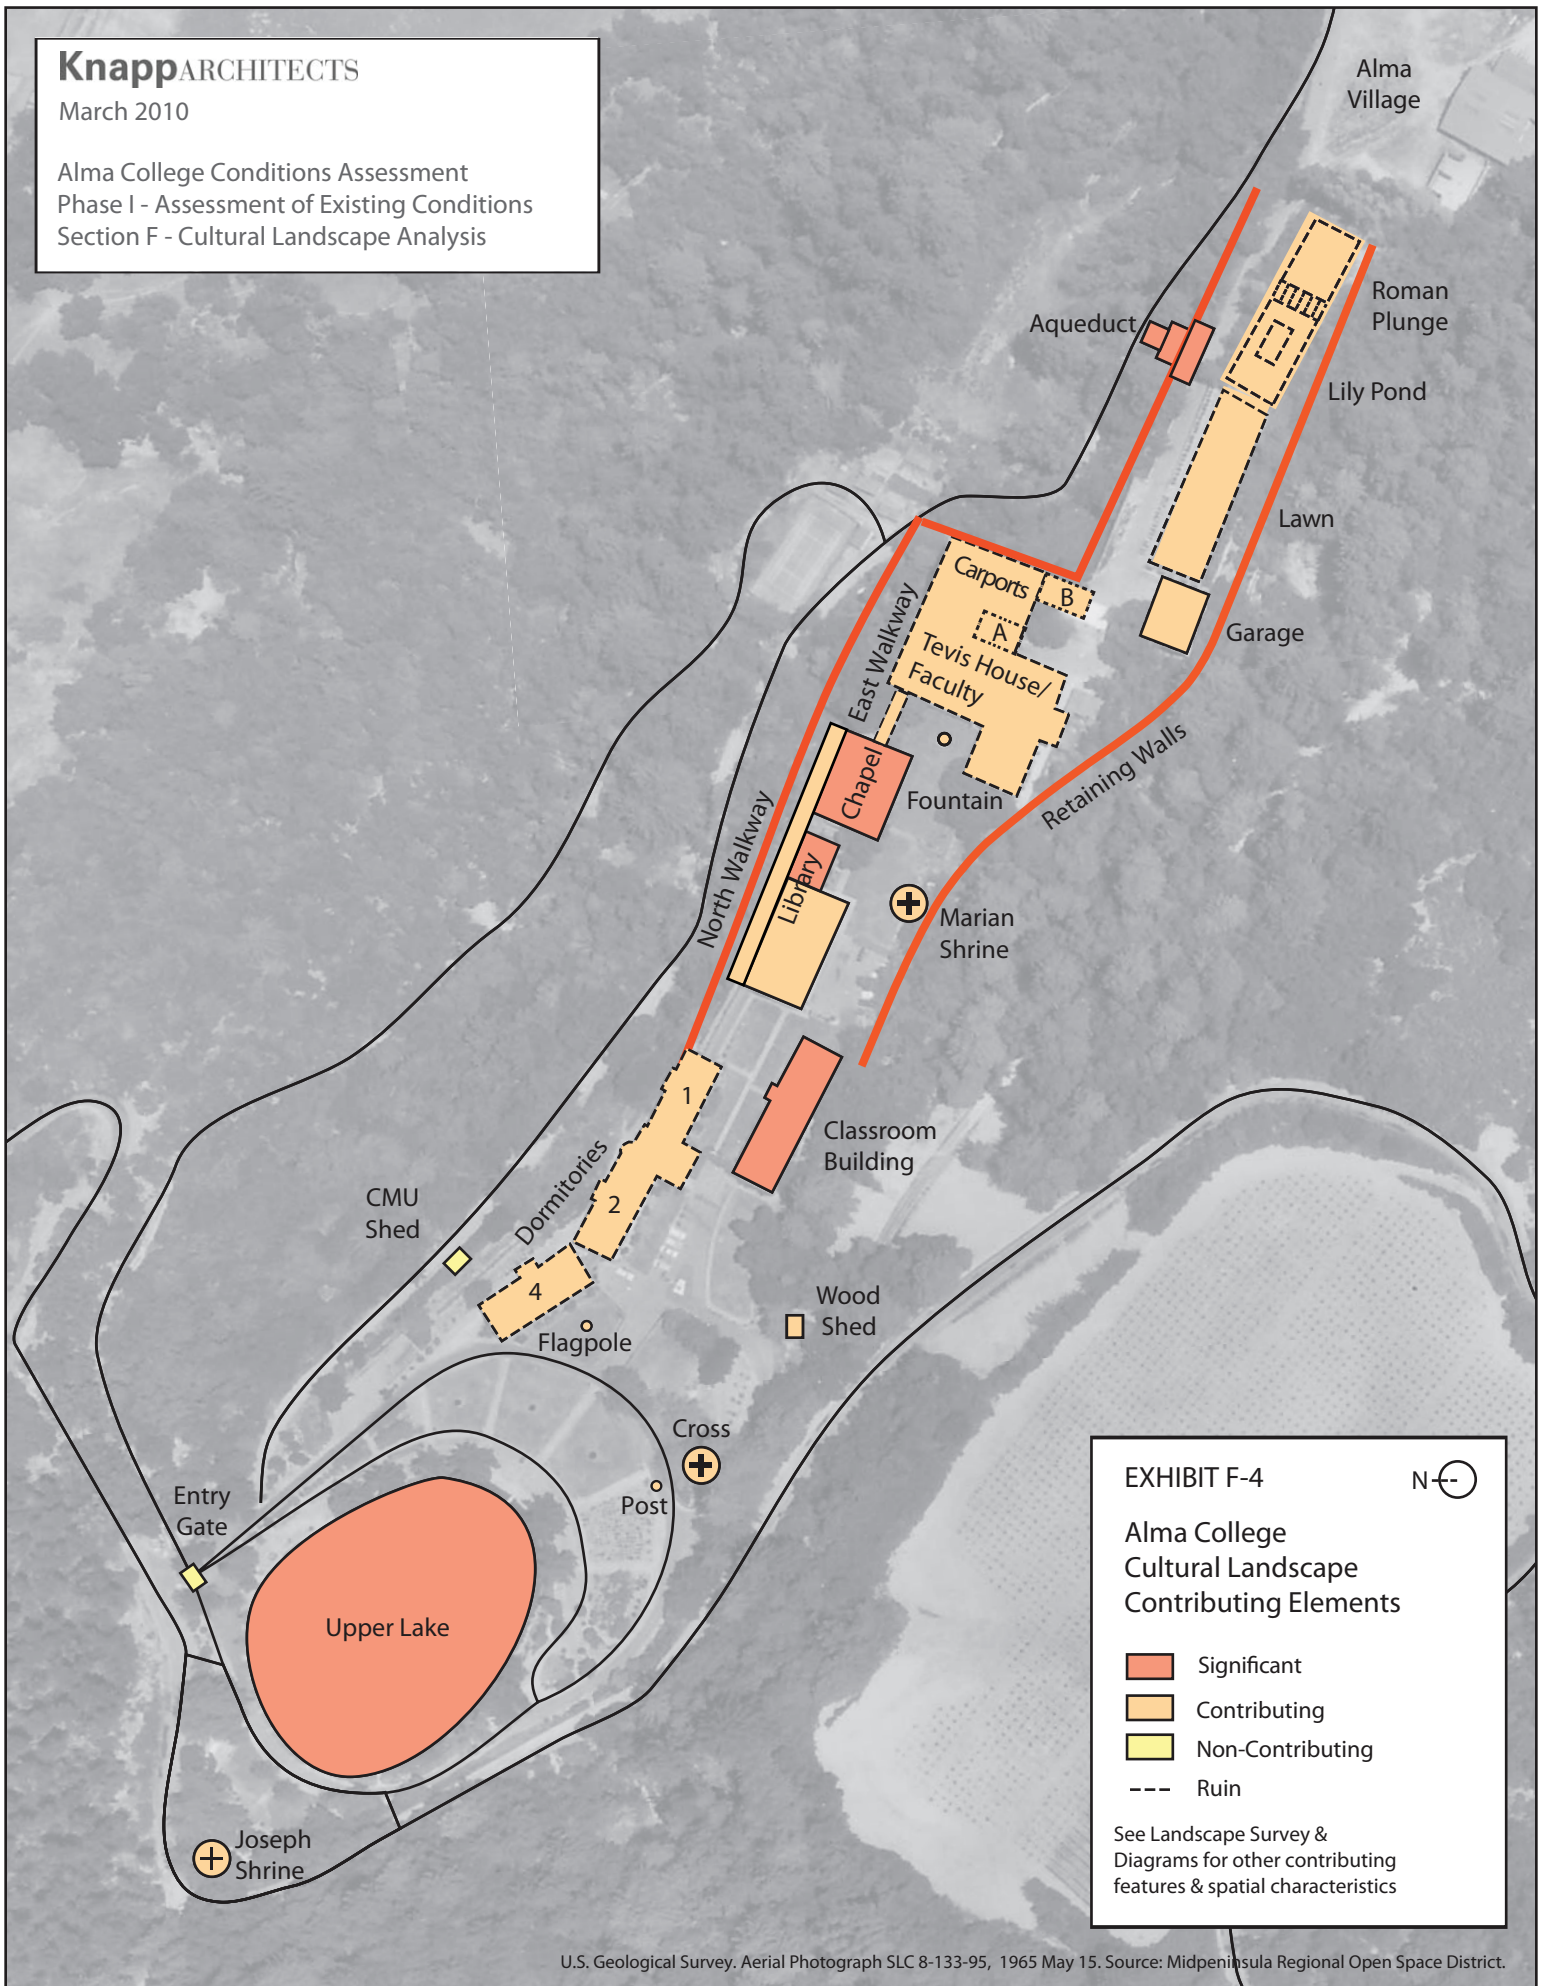 Knapp ARCHITECTS
March 2010
Alma College Conditions Assessment
Phase I - Assessment of Existing Conditions
Section F - Cultural Landscape Analysis
Alma
Village
Roman
Plunge
Aqueduct
Lily Pond
Lawn
Carports
B
A
Garage
Tevis House/
Faculty
East Walkway
Retaining Walls
Chapel
Fountain
North Walkway
Library
Marian
Shrine
1
Classroom
Building
Dormitories
2
CMU
Shed
4
Wood
Shed
Flagpole
Cross
Post
Entry
Gate
Upper Lake
Joseph
Shrine
EXHIBIT F-4
N
Alma College
Cultural Landscape
Contributing Elements
Significant
Contributing
Non-Contributing
Ruin
See Landscape Survey &
Diagrams for other contributing
features & spatial characteristics
U.S. Geological Survey. Aerial Photograph SLC 8-133-95, 1965 May 15. Source: Midpeninsula Regional Open Space District.